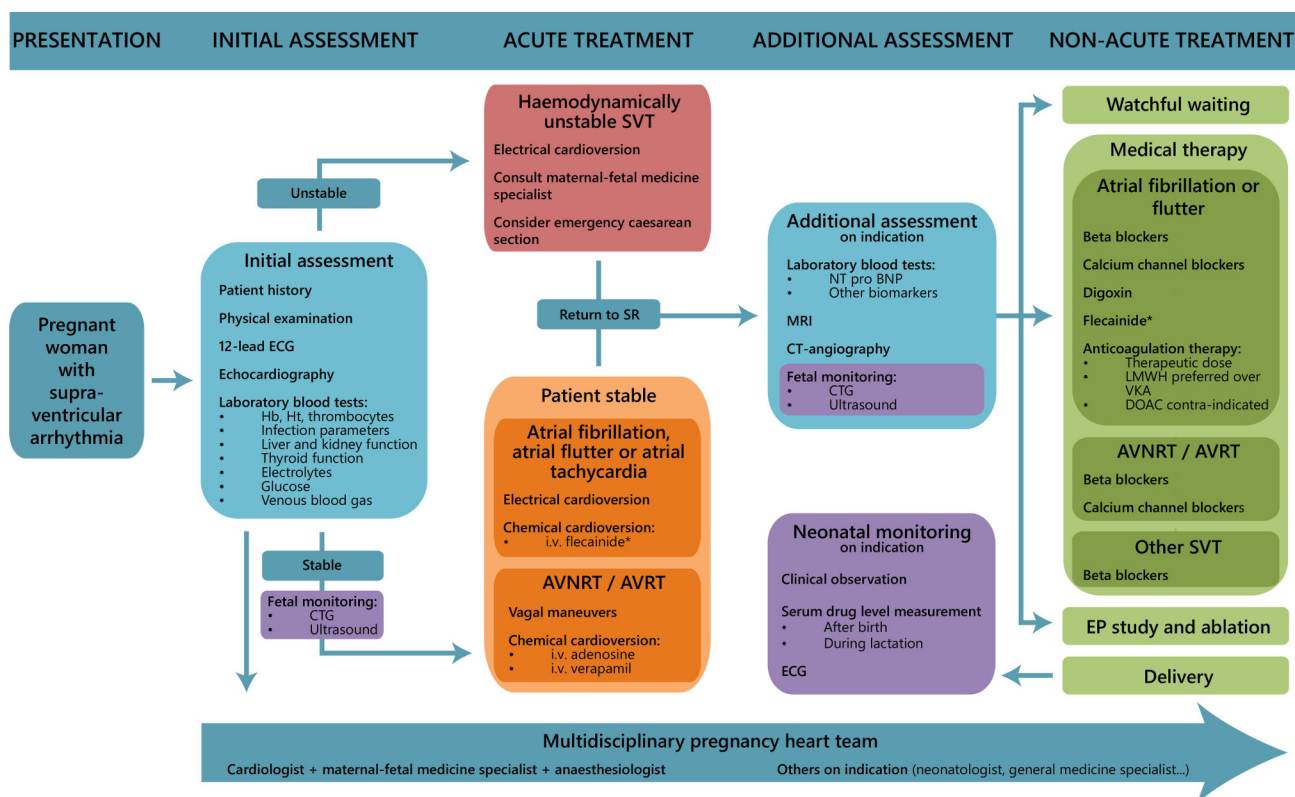 PRESENTATION
INITIAL ASSESSMENT
ACUTE TREATMENT
ADDITIONAL ASSESSMENT
NON-ACUTE TREATMENT
Pregnant
woman
with
supra-
ventricular
arrhythmia
Unstable
Initial assessment
Patient history
Physical examination
12-lead ECG
Echocardiography
Laboratory blood tests:
• Hb, Ht, thrombocytes
• Infection parameters
• Liver and kidney function
• Thyroid function
• Electrolytes
• Glucose
• Venous blood gas
Stable
Fetal monitoring:
• CTG
• Ultrasound
Haemodynamically
unstable SVT
Electrical cardioversion
Consult maternal-fetal medicine
specialist
Consider emergency caesarean
section
Return to SR
Patient stable
Atrial fibrillation,
atrial flutter or atrial
tachycardia
Electrical cardioversion
Chemical cardioversion:
• i.v. flecainide*
AVNRT / AVRT
Vagal maneuvers
Chemical cardioversion:
• i.v. adenosine
• i.v. verapamil
Additional assessment
on indication
Laboratory blood tests:
• NT pro BNP
• Other biomarkers
MRI
CT-angiography
Fetal monitoring:
• CTG
• Ultrasound
Neonatal monitoring
on indication
Clinical observation
Serum drug level measurement
• After birth
• During lactation
ECG
Watchful waiting
Medical therapy
Atrial fibrillation or
flutter
Beta blockers
Calcium channel blockers
Digoxin
Flecainide*
Anticoagulation therapy:
• Therapeutic dose
• LMWH preferred over
VKA
• DOAC contra-indicated
AVNRT / AVRT
Beta blockers
Calcium channel blockers
Other SVT
Beta blockers
EP study and ablation
Delivery
Multidisciplinary pregnancy heart team
Cardiologist + maternal-fetal medicine specialist + anaesthesiologist
Others on indication (neonatologist, general medicine specialist...)